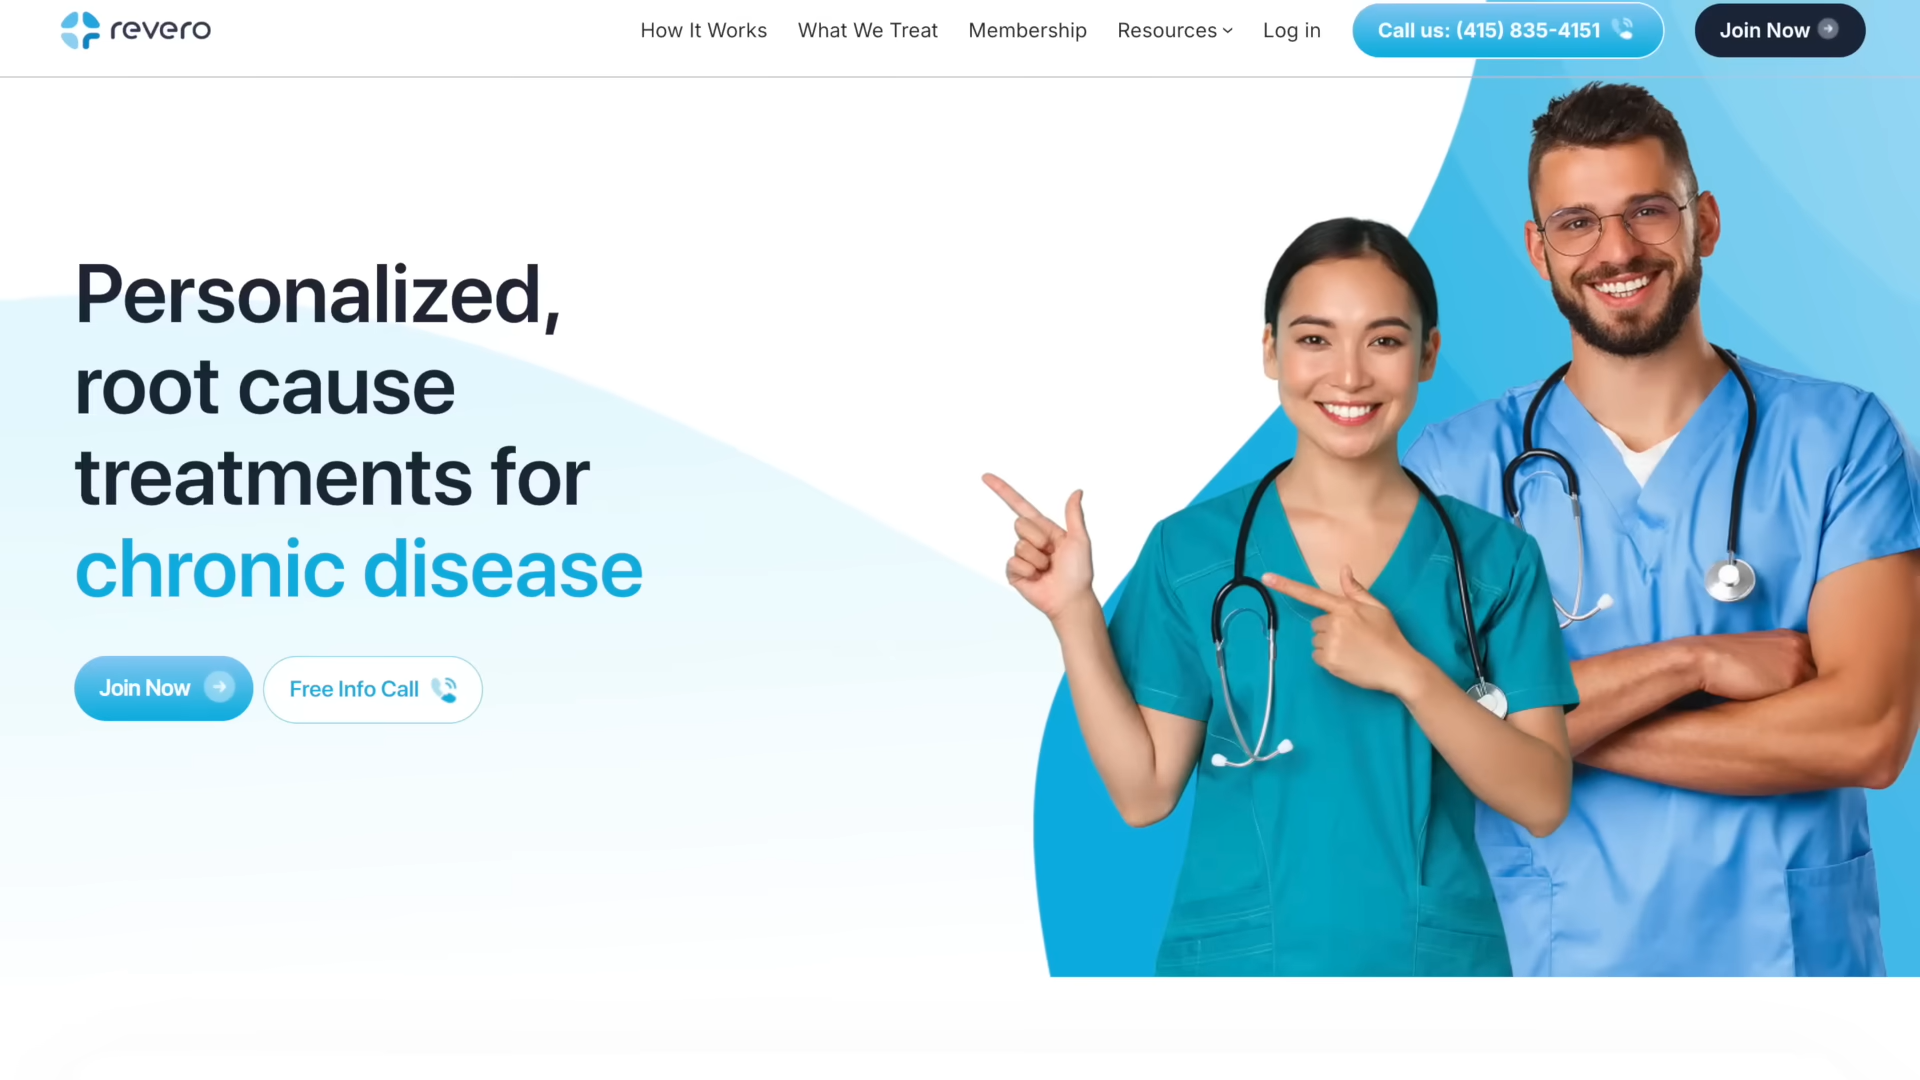 revero
How It Works
What We Treat
Membership
Resources
Log in
Call us: (415) 835-4151
Join Now
Personalized,
root cause
treatments for
chronic disease
Join Now
Free Info Call